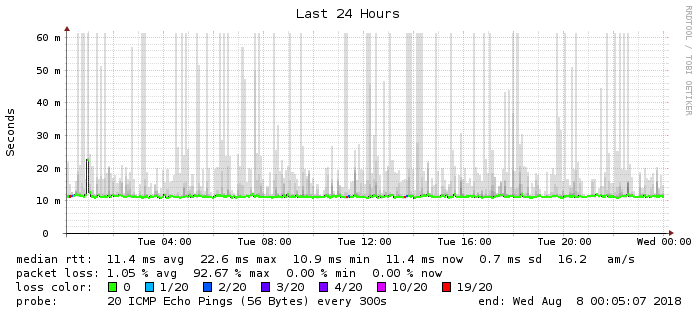 Last 24 Hours
RRDTOOL / TOBI OETIKER
Seconds
60 m
50 m
40 m
30 m
20 m
10 m
0
Tue 04:00 Tue 08:00 Tue 12:00 Tue 16:00 Tue 20:00 Wed 00:00
median rtt: 11.4 ms avg 22.6 ms max 10.9 ms min 11.4 ms now 0.7 ms sd 16.2 am/s
packet loss: 1.05 % avg 92.67 % max 0.00 % min 0.00 % now
loss color: 0 1/20 2/20 3/20 4/20 10/20 19/20
probe: 20 ICMP Echo Pings (56 Bytes) every 300s end: Wed Aug 8 00:05:07 2018